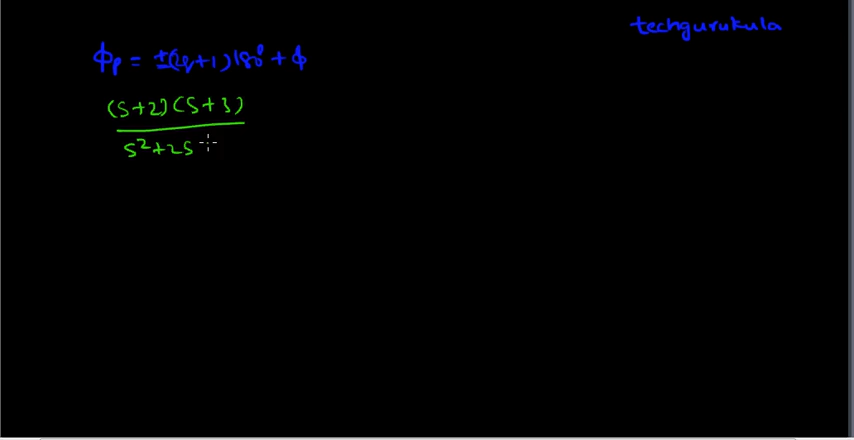 techgurukula
ϕp = ±(2q+1)180° + ϕ
(s+2)(s+3)
s²+2s